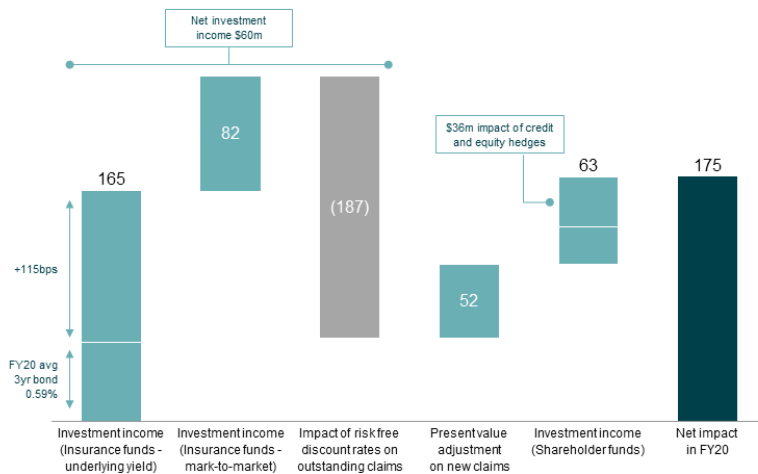 Net investment
income $60m
82
$36m impact of credit
and equity hedges
165
63
175
(187)
+115bps
52
FY20 avg
3yr bond
0.59%
Investment income
(Insurance funds -
underlying yield)
Investment income
(Insurance funds -
mark-to-market)
Impact of risk free
discount rates on
outstanding claims
Present value
adjustment
on new claims
Investment income
(Shareholder funds)
Net impact
in FY20